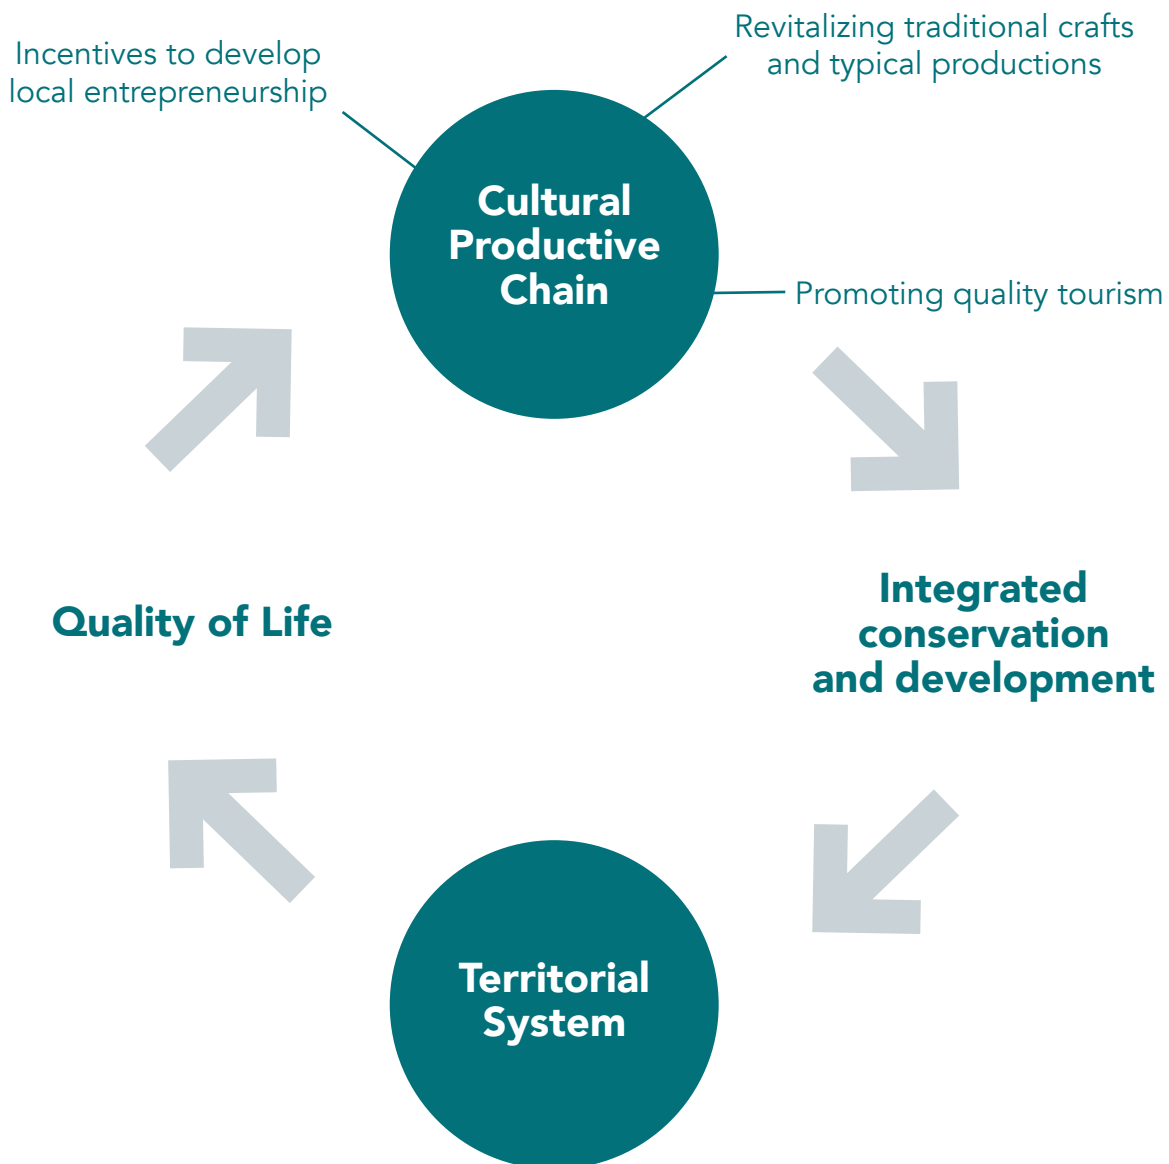 Incentives to develop
local entrepreneurship
Revitalizing traditional crafts
and typical productions
Cultural
Productive
Chain
Promoting quality tourism
Quality of Life
Integrated
conservation
and development
Territorial
System